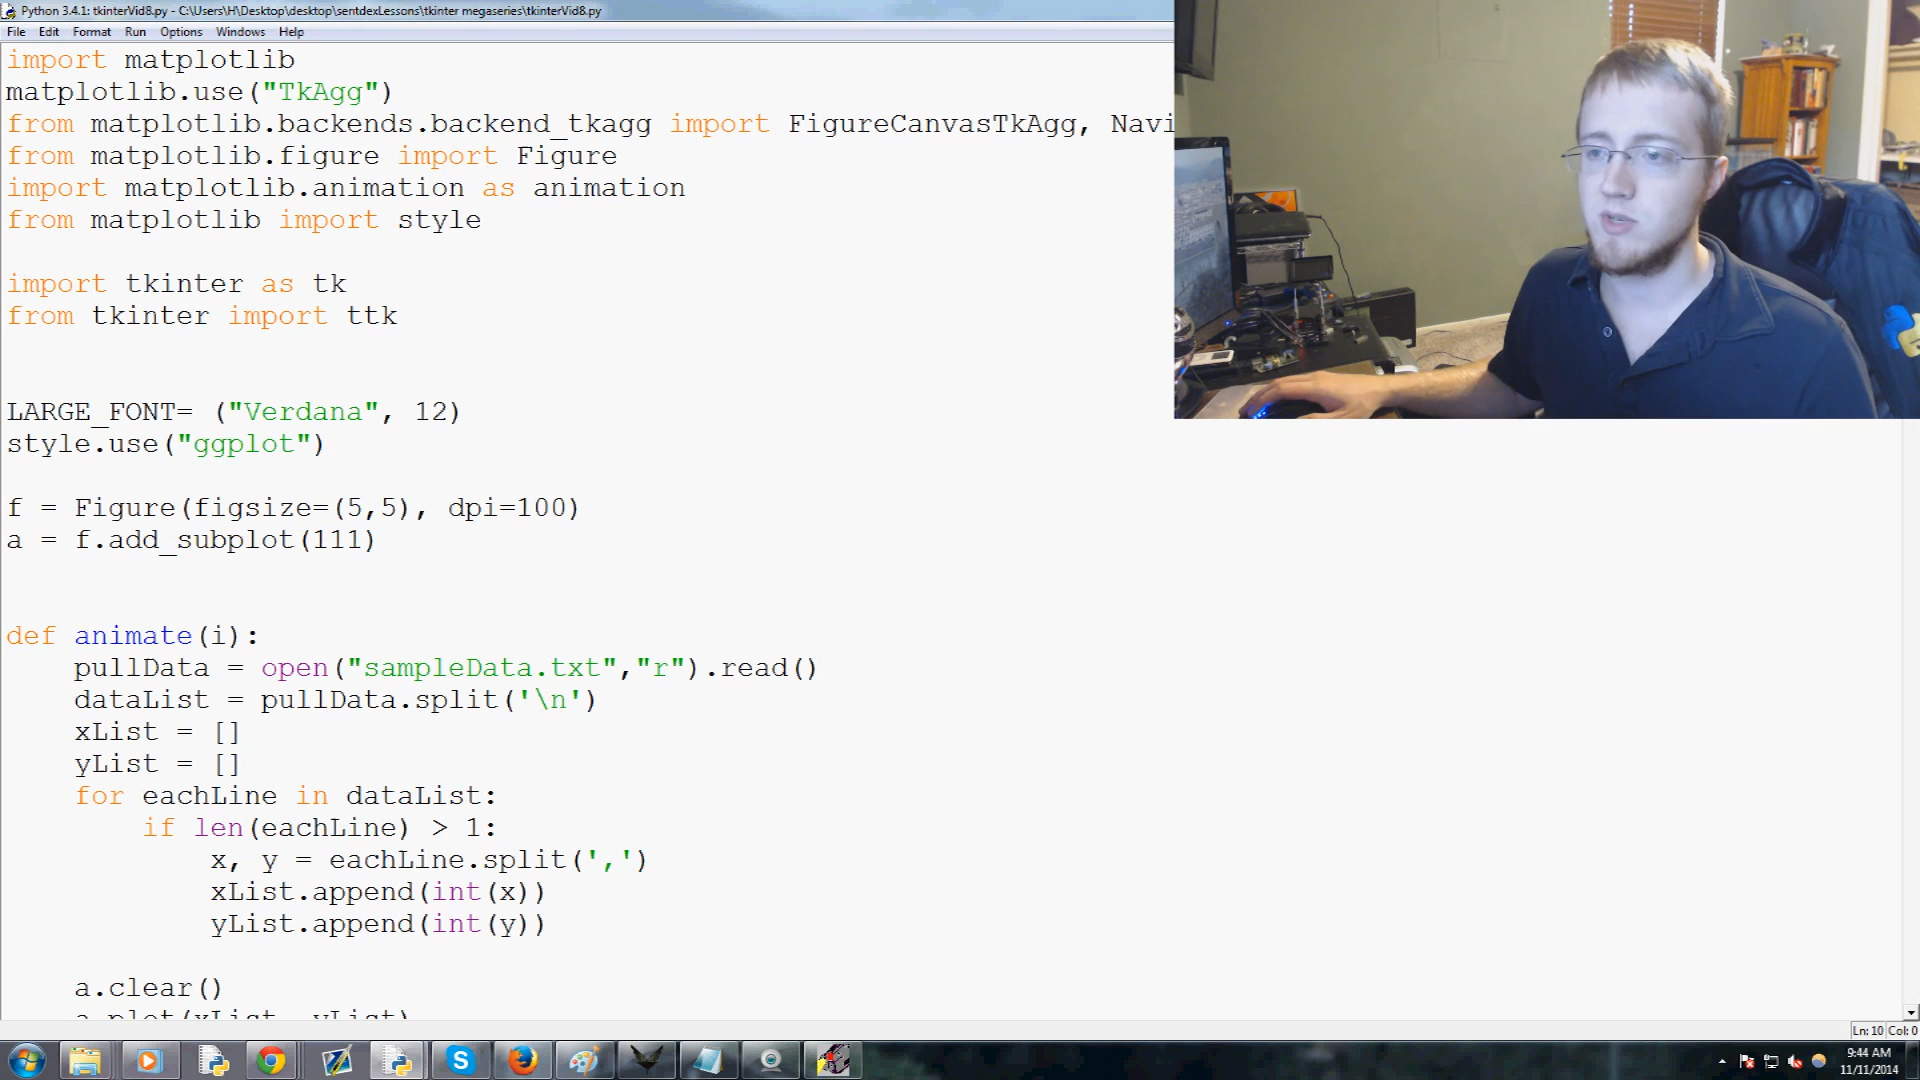 Python 3.4.1: tkinterVid8.py - C:\Users\H\Desktop\desktop\sentdexLessons\tkinter megaseries\tkinterVid8.py
File Edit Format Run Options Windows Help
import matplotlib
matplotlib.use("TkAgg")
from matplotlib.backends.backend_tkagg import FigureCanvasTkAgg, Navi
from matplotlib.figure import Figure
import matplotlib.animation as animation
from matplotlib import style
import tkinter as tk
from tkinter import ttk
LARGE_FONT= ("Verdana", 12)
style.use("ggplot")
f = Figure(figsize=(5,5), dpi=100)
a = f.add_subplot(111)
def animate(i):
    pullData = open("sampleData.txt","r").read()
    dataList = pullData.split('\n')
    xList = []
    yList = []
    for eachLine in dataList:
        if len(eachLine) > 1:
            x, y = eachLine.split(',')
            xList.append(int(x))
            yList.append(int(y))
    a.clear()
    a.plot(xList, yList)
Ln: 10 Col: 0
9:44 AM
11/11/2014